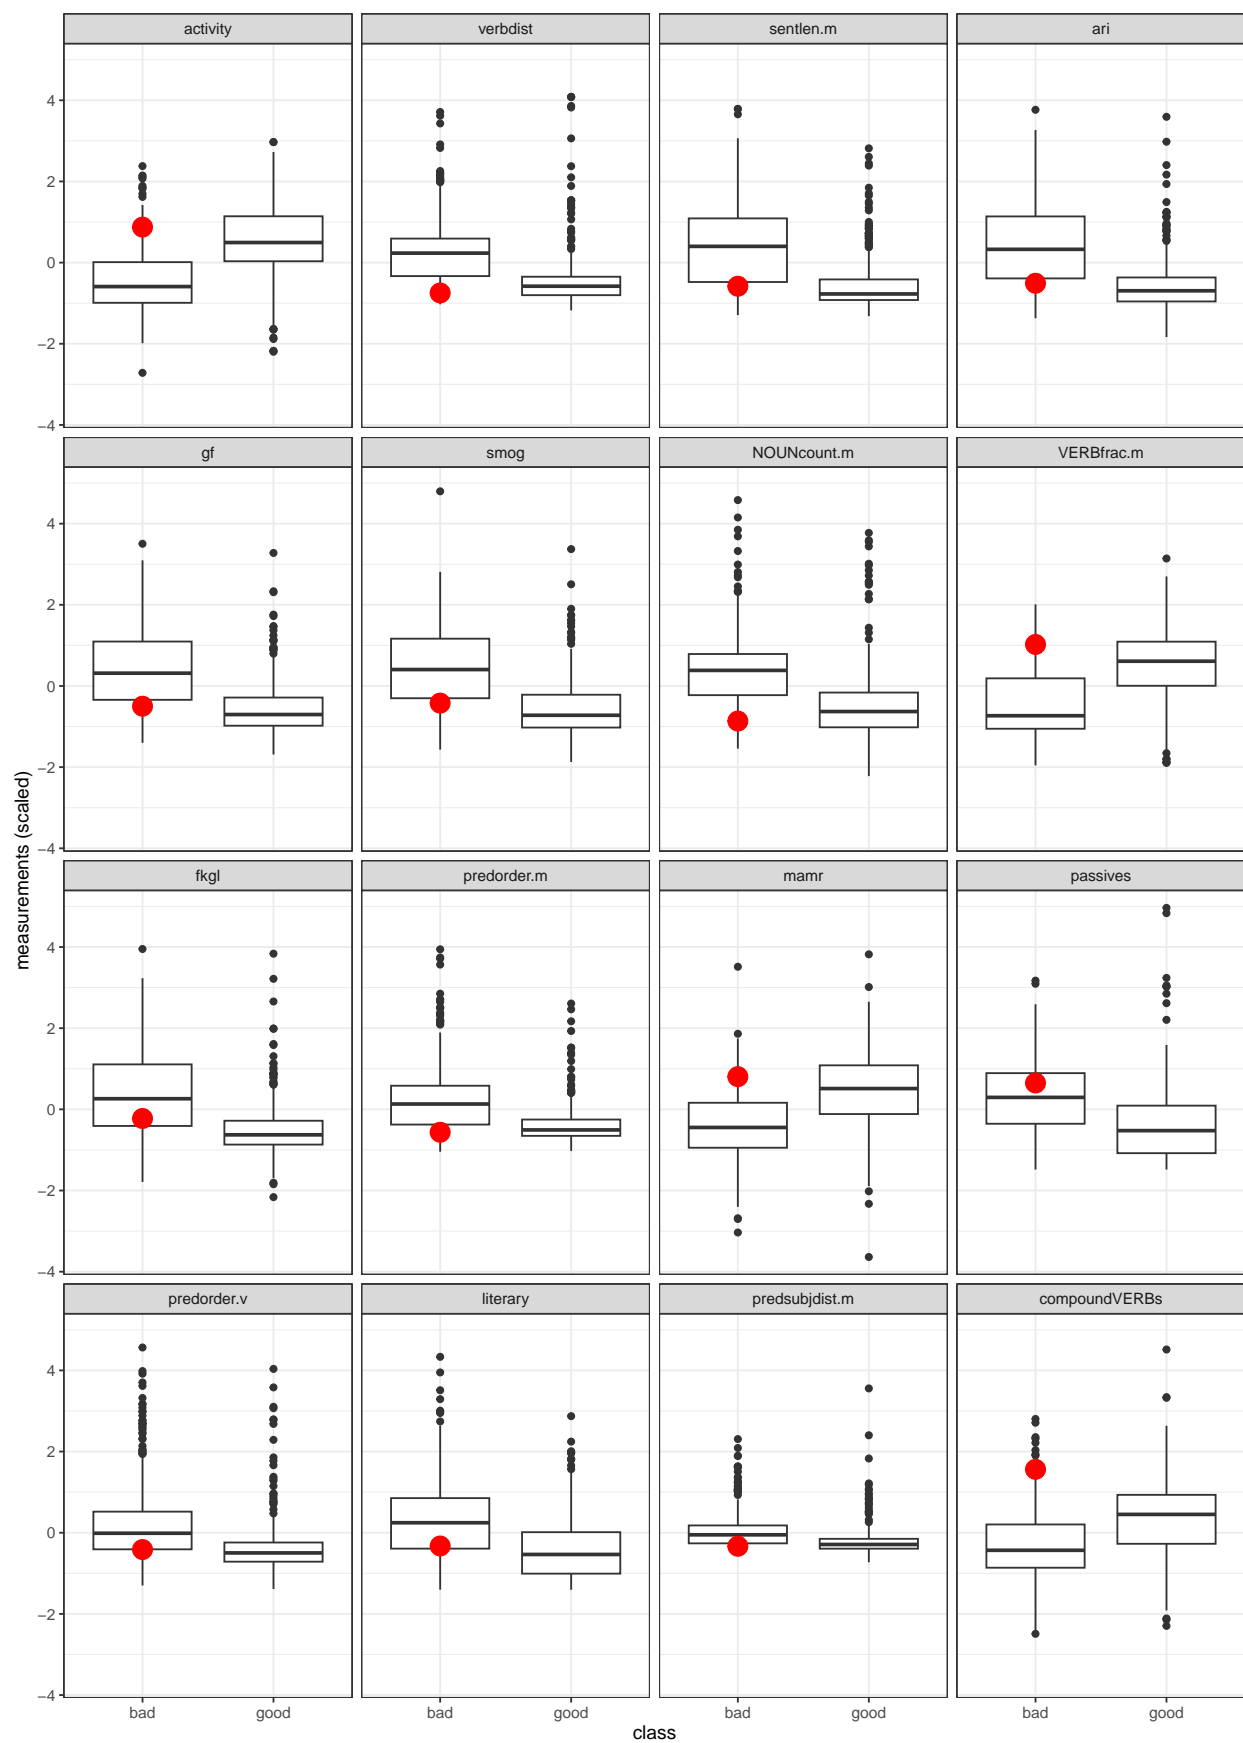 activity verbdist sentlen.m ari
4
2
0
−2
−4
gf smog NOUNcount.m VERBfrac.m
4
2
0
−2
−4
measurements (scaled)
fkgl predorder.m mamr passives
4
2
0
−2
−4
predorder.v literary predsubjdist.m compoundVERBs
4
2
0
−2
−4
bad good bad good bad good bad good
class